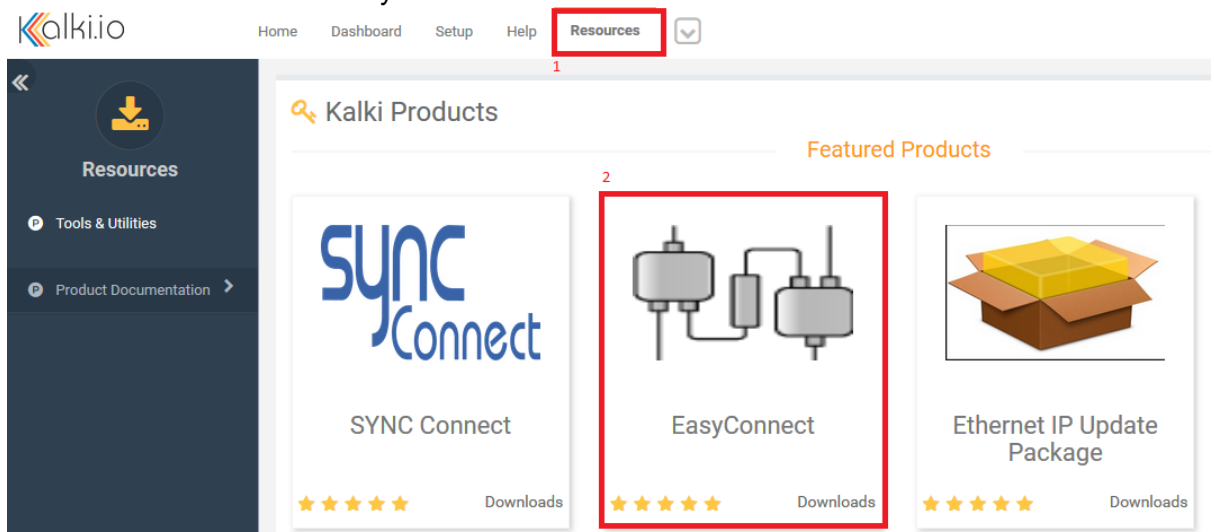 Kalki.io
Home Dashboard Setup Help Resources
1
Kalki Products
Featured Products
Resources
2
Tools & Utilities
Product Documentation
sync
Connect
SYNC Connect
EasyConnect
Ethernet IP Update
Package
Downloads
Downloads
Downloads